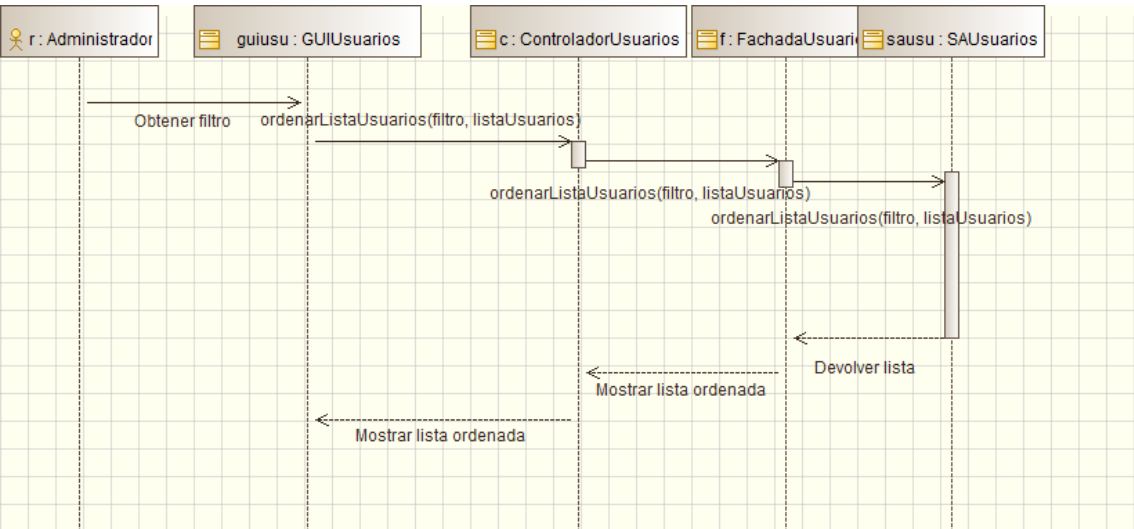 r : Administrador
guiusu : GUIUsuarios
c : ControladorUsuarios
f : FachadaUsuari
sausu : SAUsuarios
Obtener filtro
ordenarListaUsuarios(filtro, listaUsuarios)
ordenarListaUsuarios(filtro, listaUsuarios)
ordenarListaUsuarios(filtro, listaUsuarios)
Devolver lista
Mostrar lista ordenada
Mostrar lista ordenada